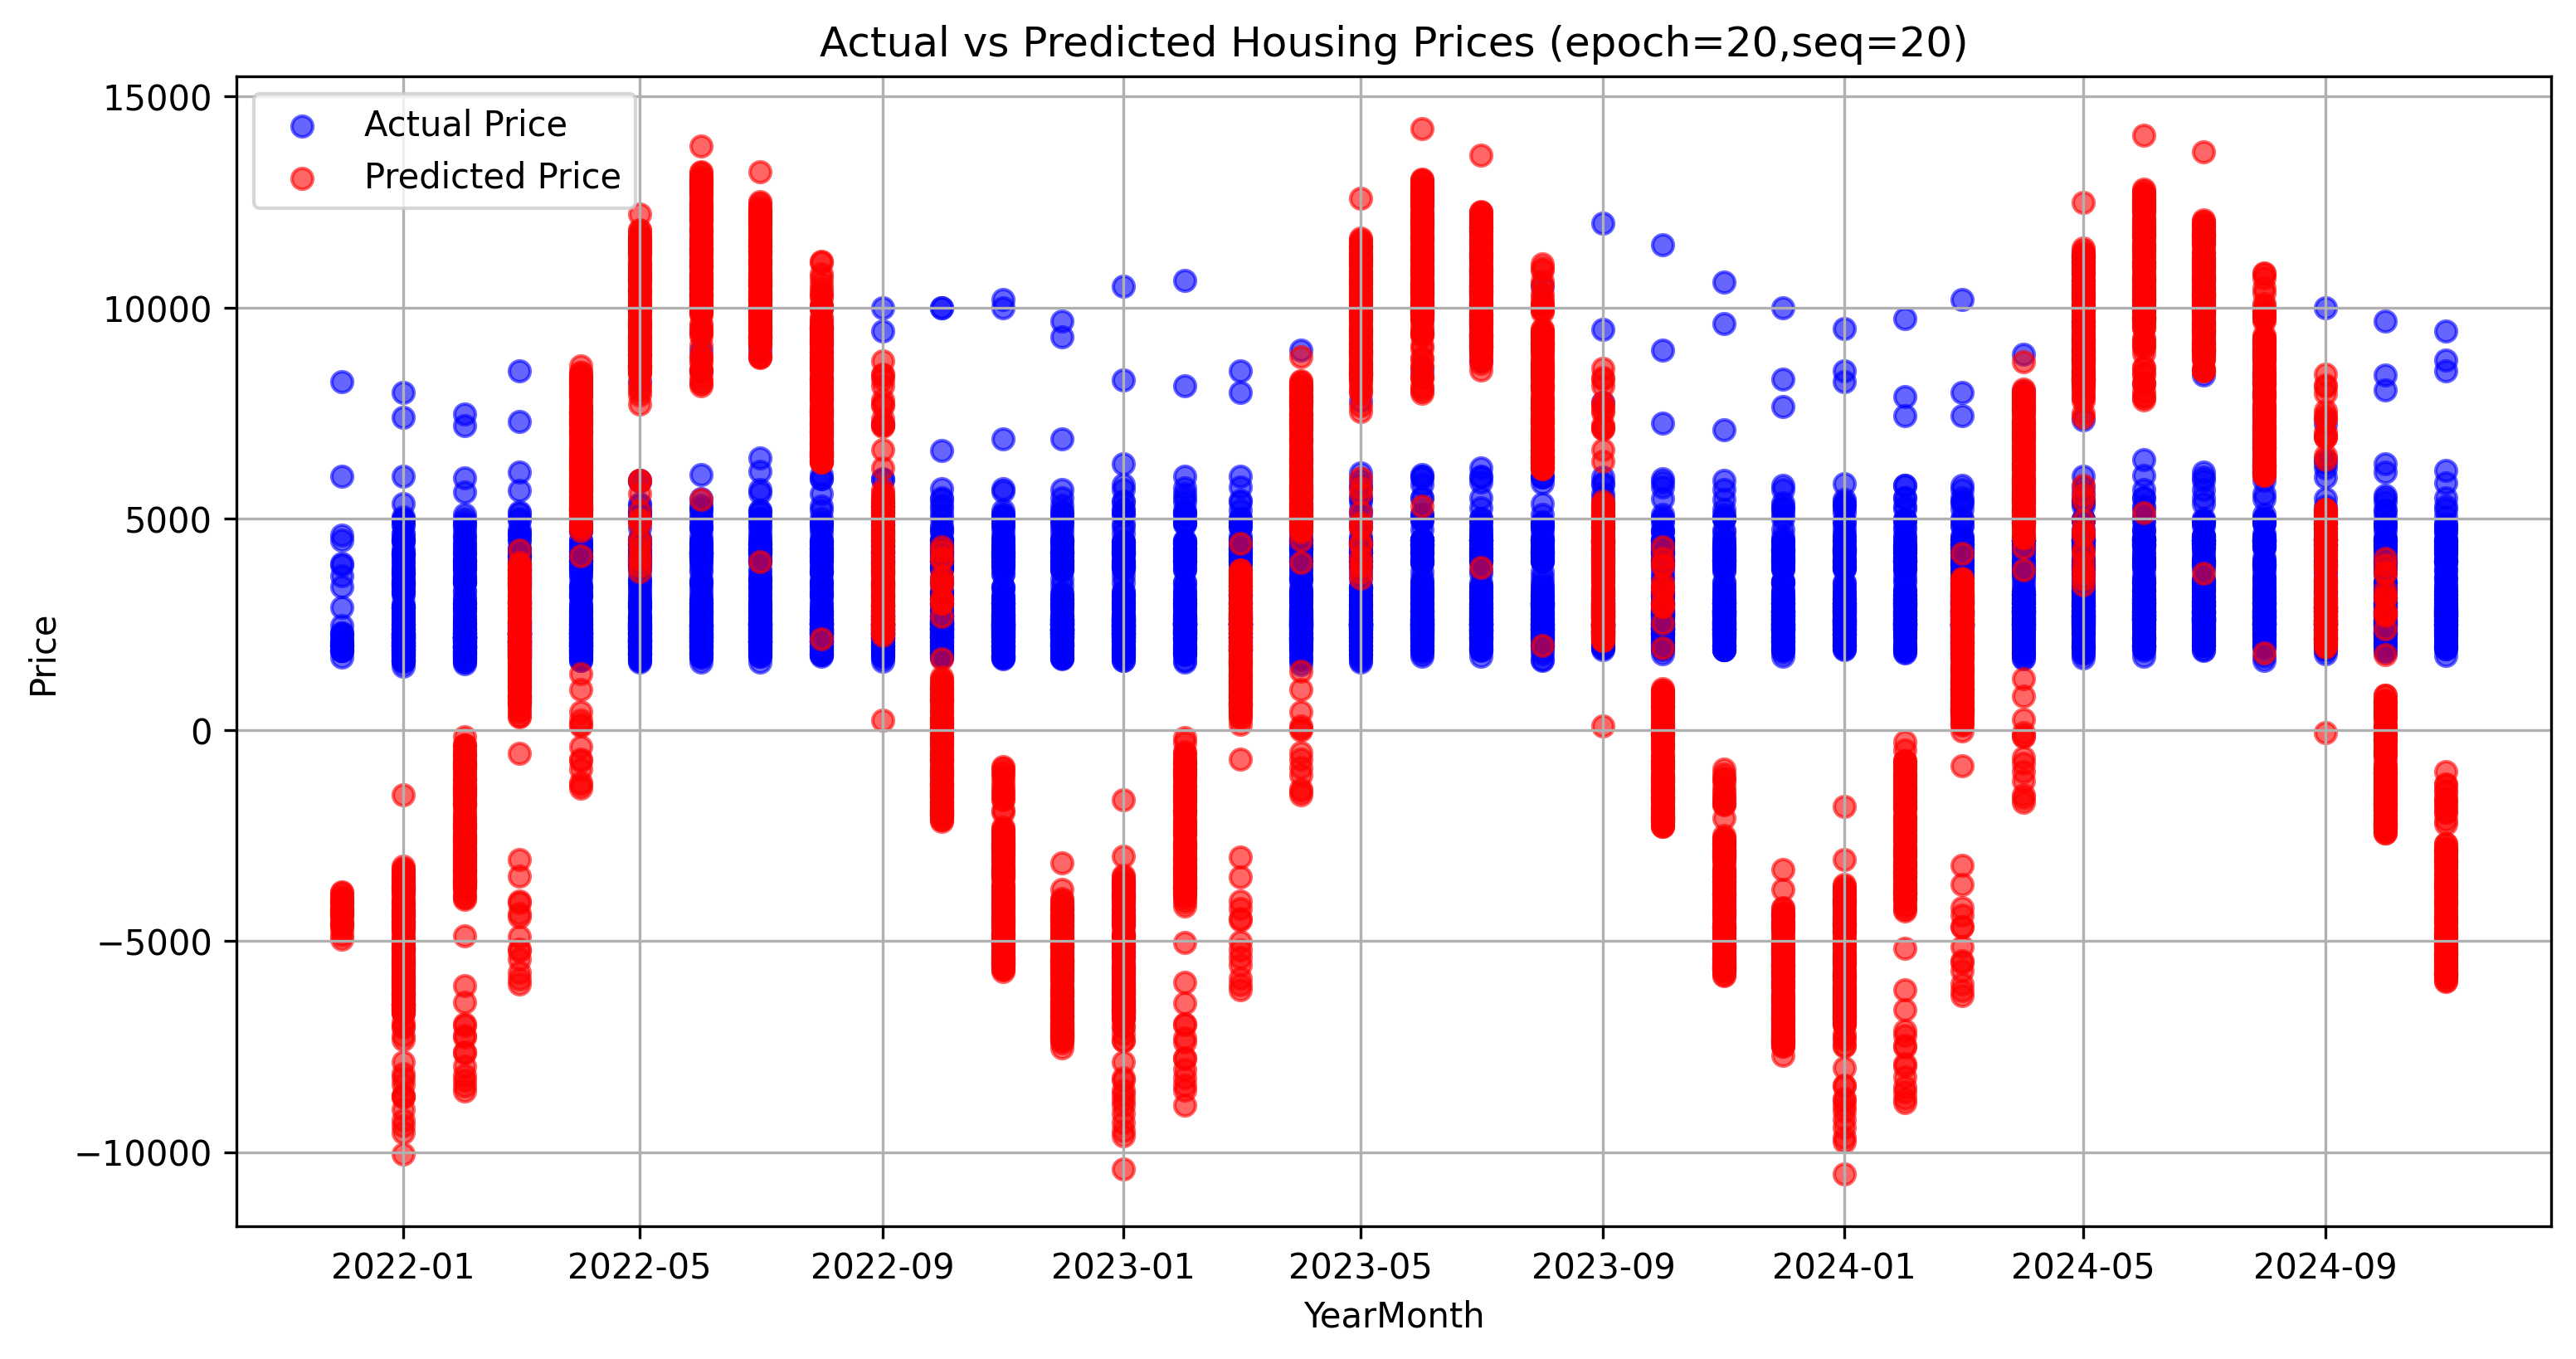 Actual vs Predicted Housing Prices (epoch=20,seq=20)
Actual Price
Predicted Price
15000
10000
5000
0
−5000
−10000
Price
2022-01 2022-05 2022-09 2023-01 2023-05 2023-09 2024-01 2024-05 2024-09
YearMonth